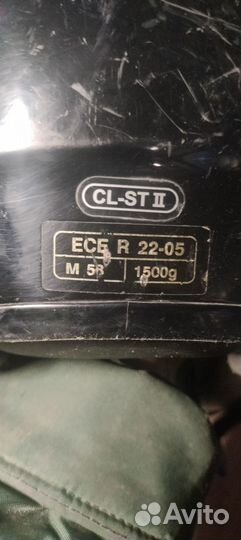 CL-ST II
ECE R 22-05
M 58 1500g
Avito